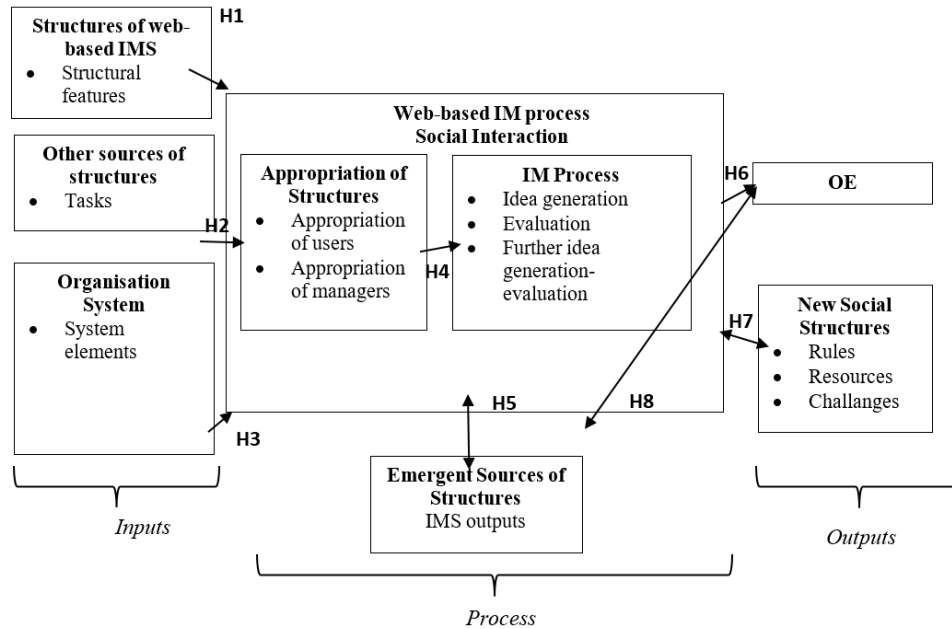 Structures of web-
based IMS
• Structural
features
H1
Other sources of
structures
• Tasks
H2
Organisation
System
• System
elements
H3
Inputs
Web-based IM process
Social Interaction
Appropriation of
Structures
• Appropriation
of users
• Appropriation
of managers
H4
IM Process
• Idea generation
• Evaluation
• Further idea
generation-
evaluation
H5
H8
Emergent Sources of
Structures
IMS outputs
Process
H6
OE
H7
New Social
Structures
• Rules
• Resources
• Challanges
Outputs